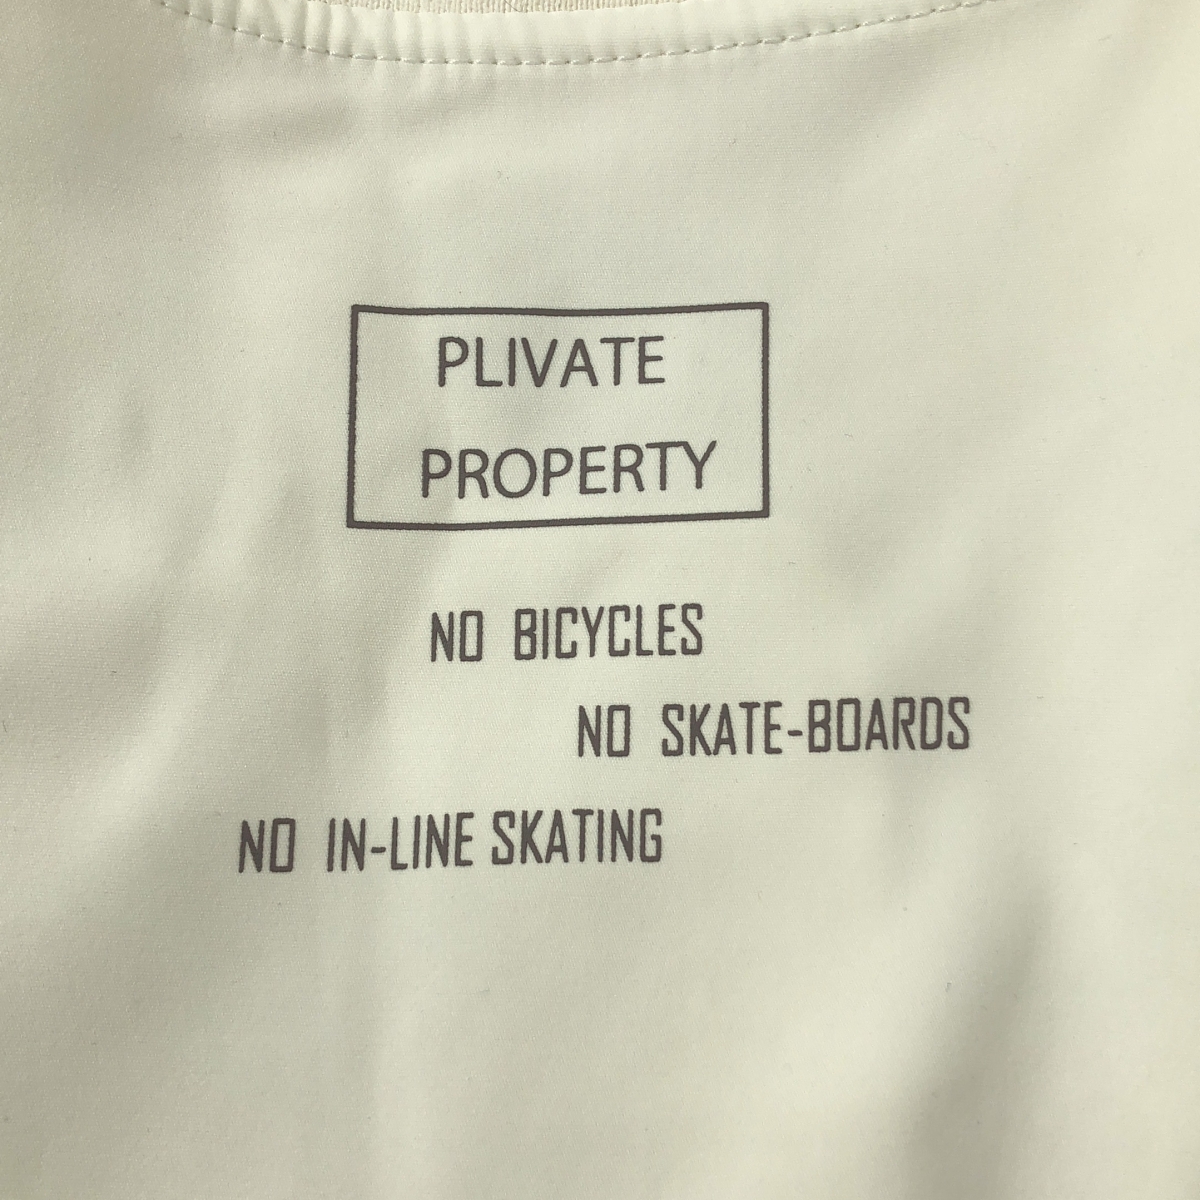 PLIVATE
PROPERTY
NO BICYCLES
NO SKATE-BOARDS
NO IN-LINE SKATING